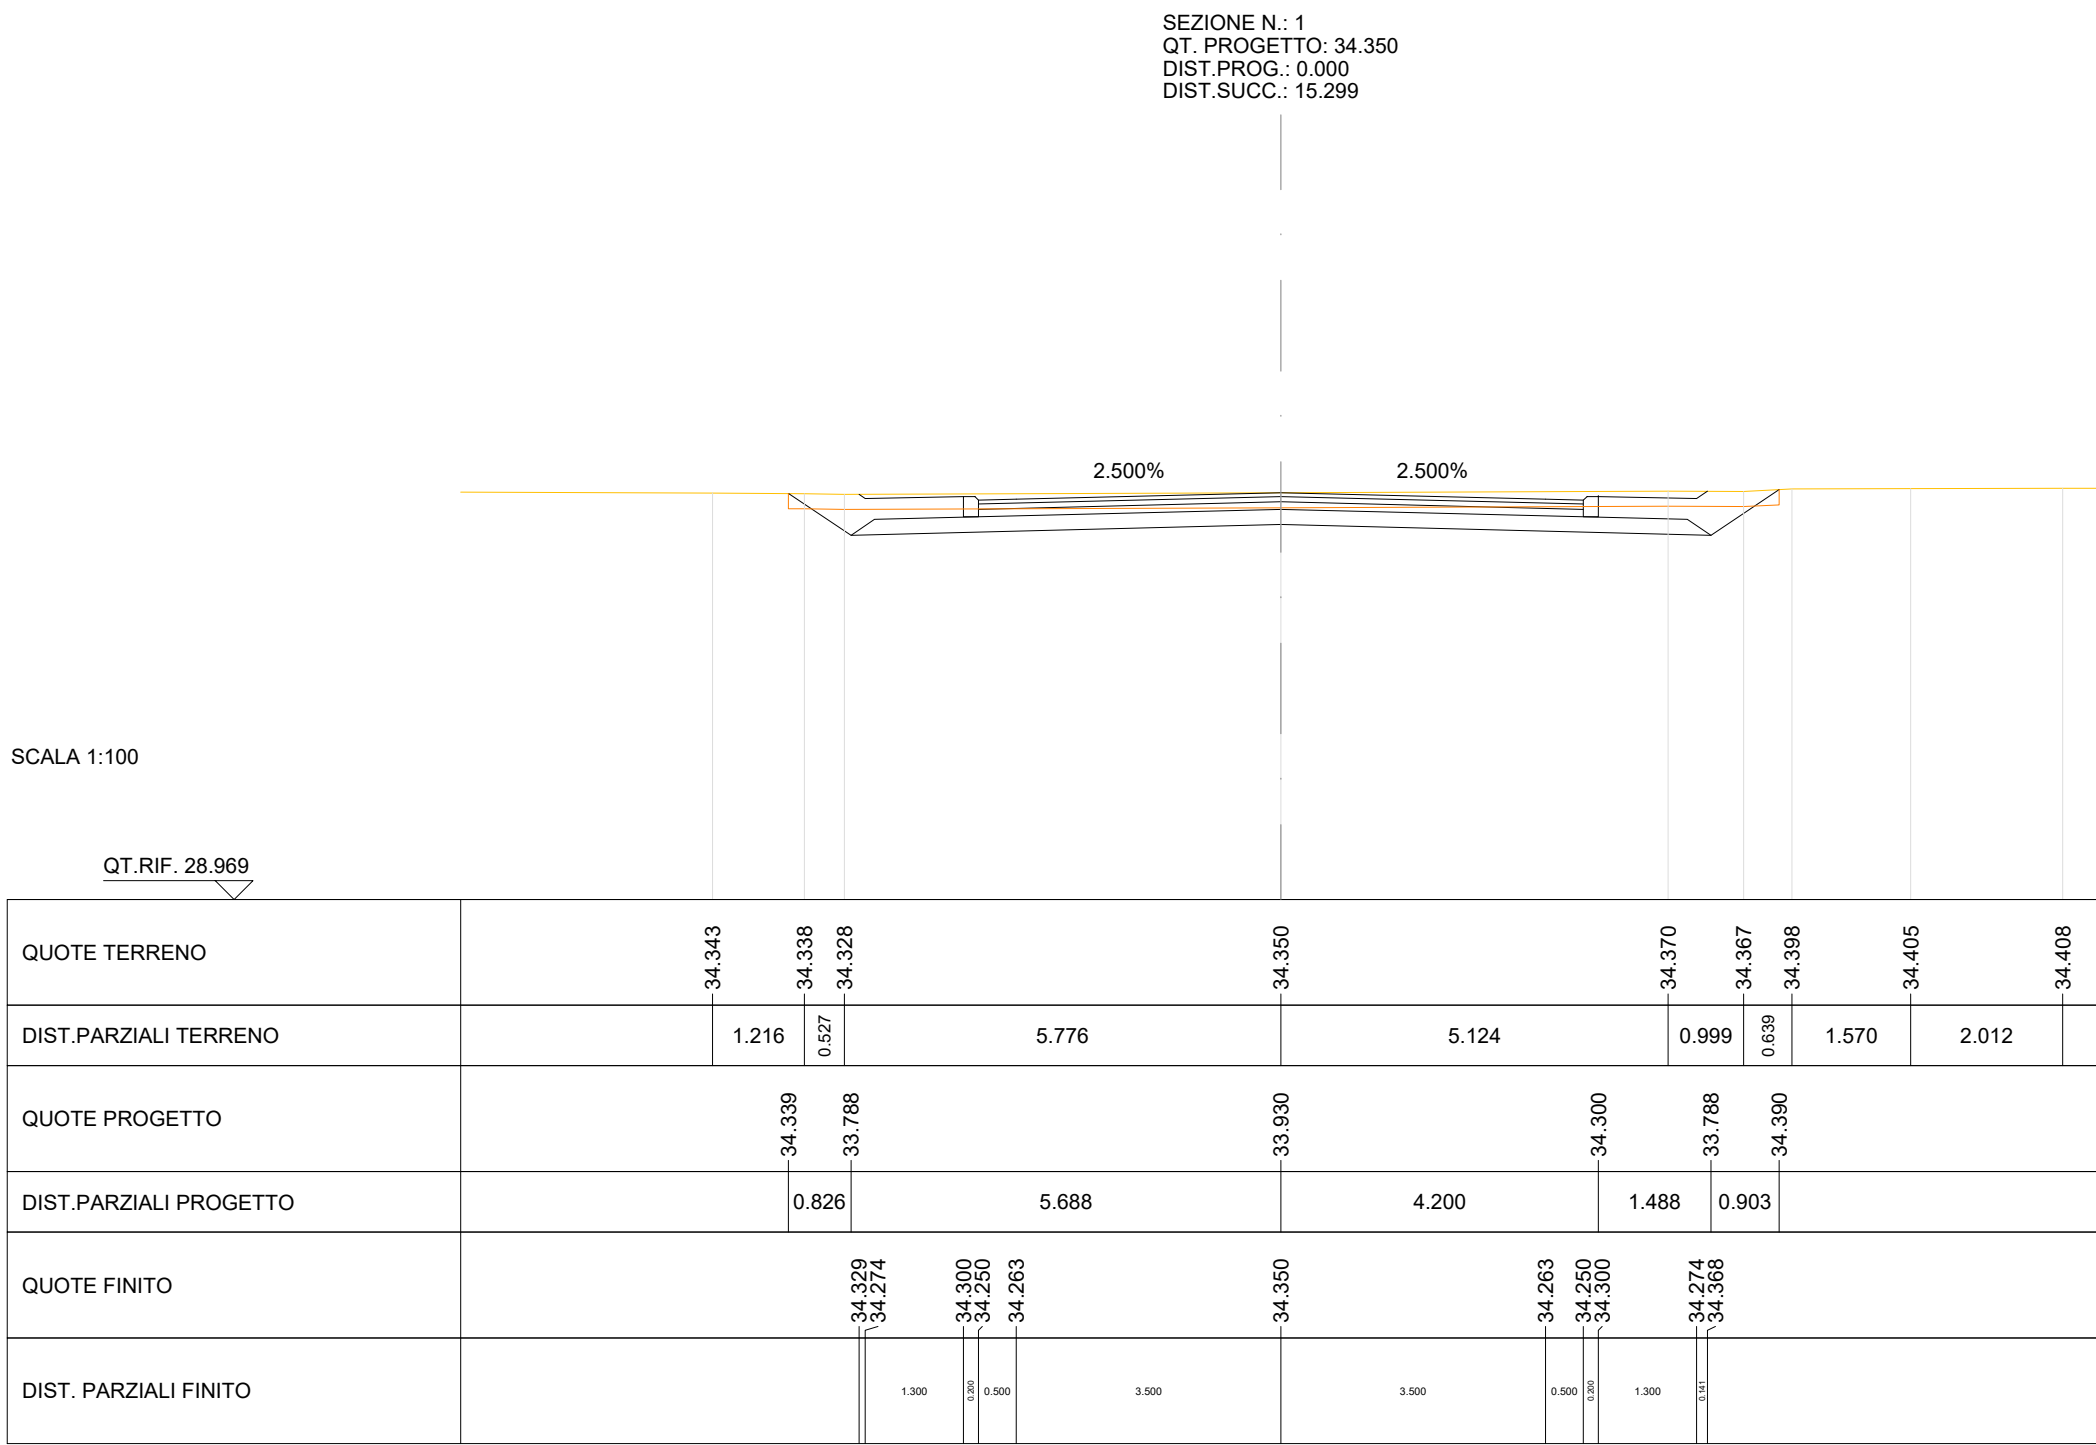 SEZIONE N.: 1
QT. PROGETTO: 34.350
DIST.PROG.: 0.000
DIST.SUCC.: 15.299
2.500% 2.500%
SCALA 1:100
QT.RIF. 28.969
QUOTE TERRENO 34.343 34.338 34.328 34.350 34.370 34.367 34.398 34.405 34.408
DIST.PARZIALI TERRENO 1.216 0.527 5.776 5.124 0.999 0.639 1.570 2.012
QUOTE PROGETTO 34.339 33.788 33.930 34.300 33.788 34.390
DIST.PARZIALI PROGETTO 0.826 5.688 4.200 1.488 0.903
QUOTE FINITO 34.329 34.274 34.300 34.250 34.263 34.350 34.263 34.250 34.300 34.274 34.368
DIST. PARZIALI FINITO 1.300 0.200 0.500 3.500 3.500 0.500 0.200 1.300 0.141